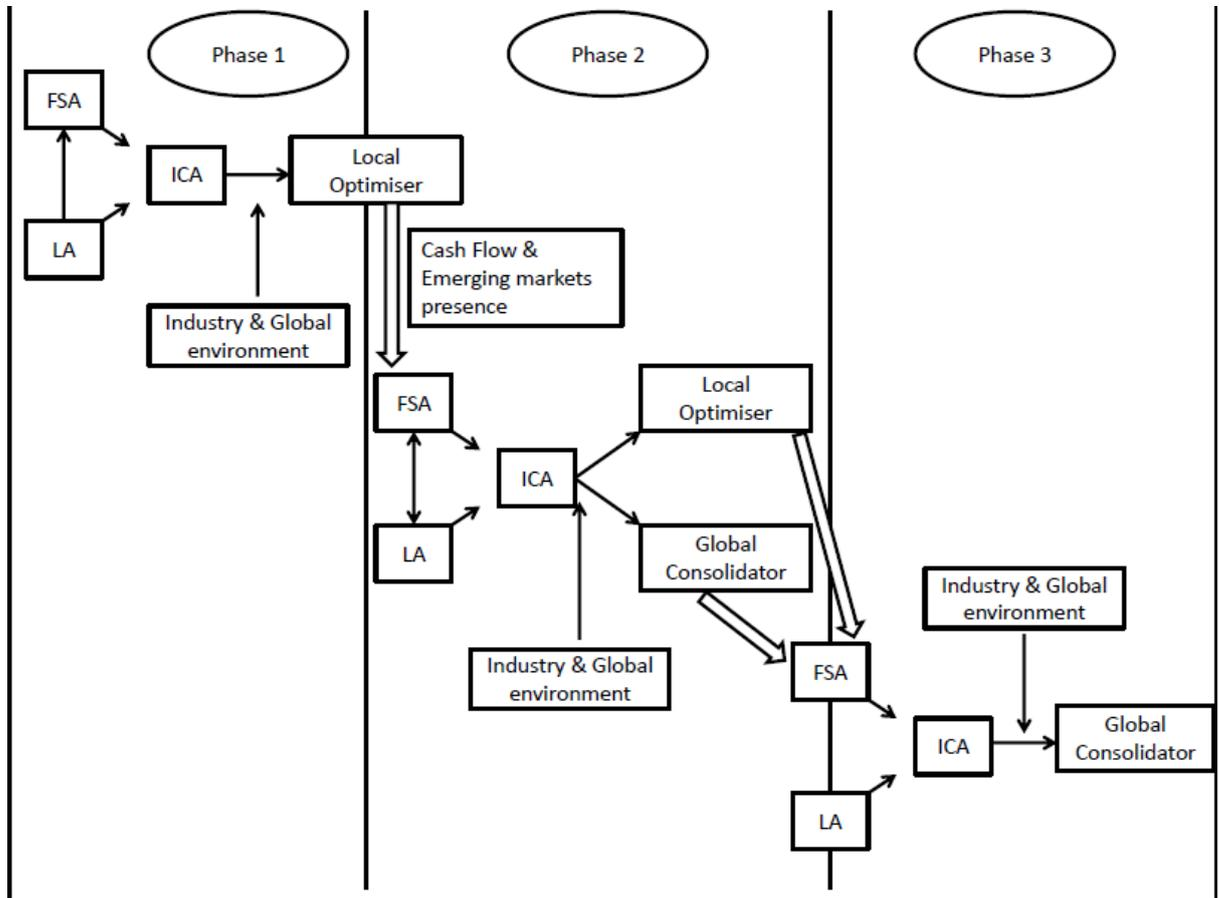 Phase 1
Phase 2
Phase 3
FSA
ICA
LA
Local
Optimiser
Industry & Global
environment
Cash Flow &
Emerging markets
presence
FSA
ICA
LA
Local
Optimiser
Global
Consolidator
Industry & Global
environment
FSA
LA
ICA
Industry & Global
environment
Global
Consolidator